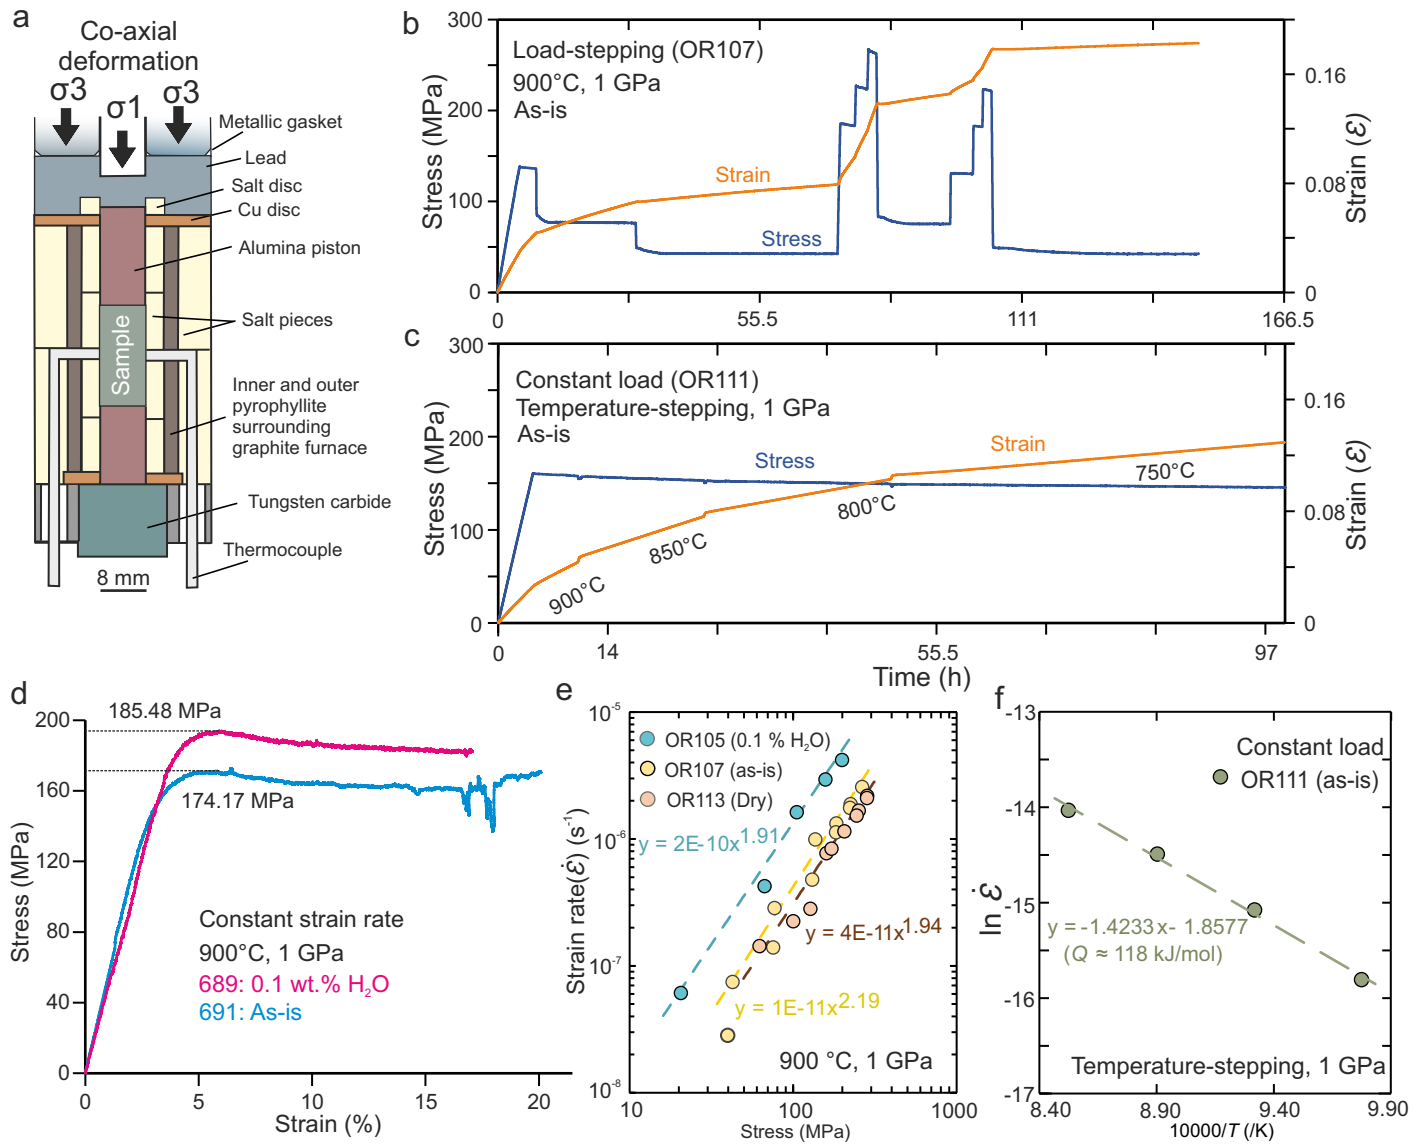 a
Co-axial
deformation
σ3
σ1
σ3
Metallic gasket
Lead
Salt disc
Cu disc
Alumina piston
Salt pieces
Sample
Inner and outer
pyrophyllite
surrounding
graphite furnace
Tungsten carbide
Thermocouple
8 mm
b
300
200
100
0
Stress (MPa)
Load-stepping (OR107)
900°C, 1 GPa
As-is
Strain
Stress
0.16
0.08
0
Strain (ℰ)
0
55.5
111
166.5
c
300
200
100
0
Stress (MPa)
Constant load (OR111)
Temperature-stepping, 1 GPa
As-is
Stress
Strain
900°C
850°C
800°C
750°C
0.16
0.08
0
Strain (ℰ)
0
14
55.5
97
Time (h)
d
185.48 MPa
174.17 MPa
200
160
120
80
40
0
Stress (MPa)
Constant strain rate
900°C, 1 GPa
689: 0.1 wt.% H₂O
691: As-is
0
5
10
15
20
Strain (%)
e
10⁻⁵
10⁻⁶
10⁻⁷
10⁻⁸
Strain rate(ℰ̇) (s⁻¹)
OR105 (0.1 % H₂O)
OR107 (as-is)
OR113 (Dry)
y = 2E-10x¹·⁹¹
y = 4E-11x¹·⁹⁴
y = 1E-11x²·¹⁹
900 °C, 1 GPa
10
100
1000
Stress (MPa)
f
-13
-14
-15
-16
-17
ln ℰ̇
Constant load
OR111 (as-is)
y = -1.4233x- 1.8577
(Q ≈ 118 kJ/mol)
Temperature-stepping, 1 GPa
8.40
8.90
9.40
9.90
10000/T (/K)